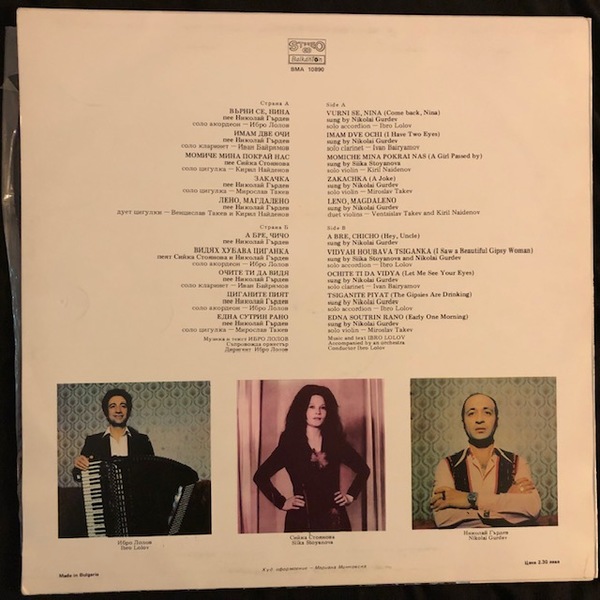 STEREO
Balkanton
BMA 10890
Страна А
ВЪРНИ СЕ, НИНА
пее Николай Гърдев
соло акордеон — Ибро Лолов
ИМАМ ДВЕ ОЧИ
пее Николай Гърдев
соло кларинет — Иван Байрямов
МОМИЧЕ МИНА ПОКРАЙ НАС
пее Сийка Стоянова
соло цигулка — Кирил Найденов
ЗАКАЧКА
пее Николай Гърдев
соло цигулка — Мирослав Такев
ЛЕНО, МАГДАЛЕНО
пее Николай Гърдев
дует цигулки — Венцислав Такев и Кирил Найденов
Страна Б
А БРЕ, ЧИЧО
пее Николай Гърдев
ВИДЯХ ХУБАВА ЦИГАНКА
пеят Сийка Стоянова и Николай Гърдев
соло акордеон — Ибро Лолов
ОЧИТЕ ТИ ДА ВИДЯ
пее Николай Гърдев
соло кларинет — Иван Байрямов
ЦИГАНИТЕ ПИЯТ
пее Николай Гърдев
соло акордеон — Ибро Лолов
ЕДНА СУТРИН РАНО
пее Николай Гърдев
соло цигулка — Мирослав Такев
Музика и текст ИБРО ЛОЛОВ
Съпровожда оркестър
Диригент Ибро Лолов
Side A
VURNI SE, NINA (Come back, Nina)
sung by Nikolai Gurdev
solo accordion — Ibro Lolov
IMAM DVE OCHI (I Have Two Eyes)
sung by Nikolai Gurdev
solo clarinet — Ivan Bairyamov
MOMICHE MINA POKRAI NAS (A Girl Passed by)
sung by Siika Stoyanova
solo violin — Kiril Naidenov
ZAKACHKA (A Joke)
sung by Nikolai Gurdev
solo violin — Miroslav Takev
LENO, MAGDALENO
sung by Nikolai Gurdev
duet violins — Ventsislav Takev and Kiril Naidenov
Side B
A BRE, CHICHO (Hey, Uncle)
sung by Nikolai Gurdev
VIDYAH HOUBAVA TSIGANKA (I Saw a Beautiful Gipsy Woman)
sung by Siika Stoyanova and Nikolai Gurdev
solo accordion — Ibro Lolov
OCHITE TI DA VIDYA (Let Me See Your Eyes)
sung by Nikolai Gurdev
solo clarinet — Ivan Bairyamov
TSIGANITE PIYAT (The Gipsies Are Drinking)
sung by Nikolai Gurdev
solo accordion — Ibro Lolov
EDNA SOUTRIN RANO (Early One Morning)
sung by Nikolai Gurdev
solo violin — Miroslav Takev
Music and text IBRO LOLOV
Accompanied by an orchestra
Conductor Ibro Lolov
Ибро Лолов
Ibro Lolov
Сийка Стоянова
Siika Stoyanova
Николай Гърдев
Nikolai Gurdev
Made in Bulgaria
Худ. оформление — Мариана
Цена 2.30 лева